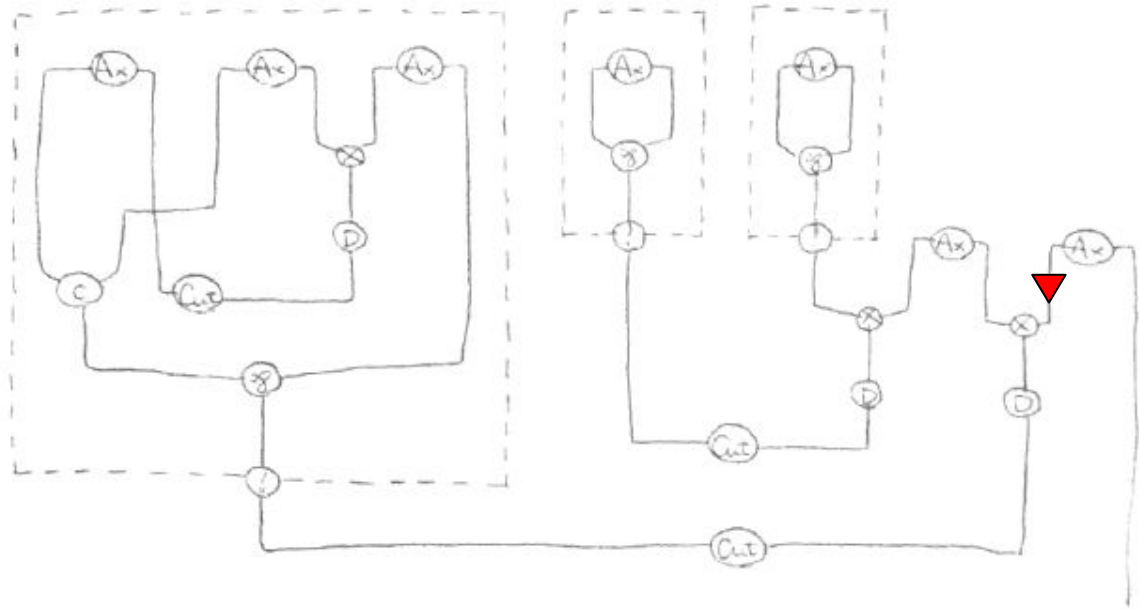 Ax Ax Ax Ax Ax
⊗ ⅋ ⅋
D ! ! Ax Ax
C Cut ⊗ ⊗
⅋ D D
Cut
! Cut